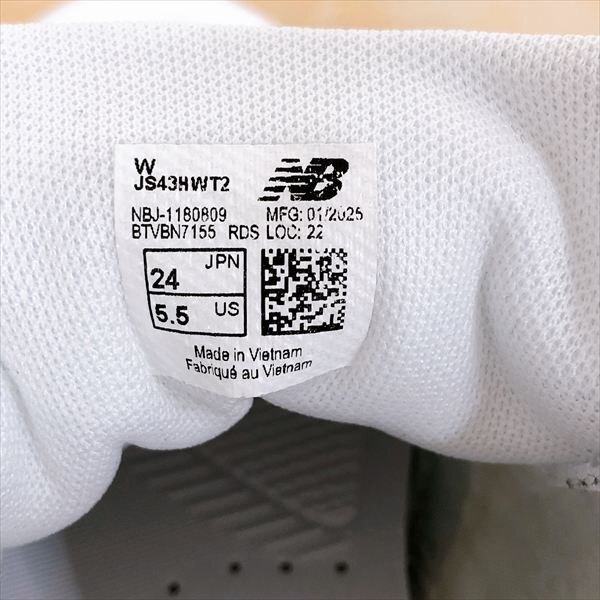 W
JS43HWT2
NB
NBJ-1180809 MFG: 01/2025
BTVBN7155 RDS LOC: 22
24 JPN
5.5 US
Made in Vietnam
Fabriqué au Vietnam